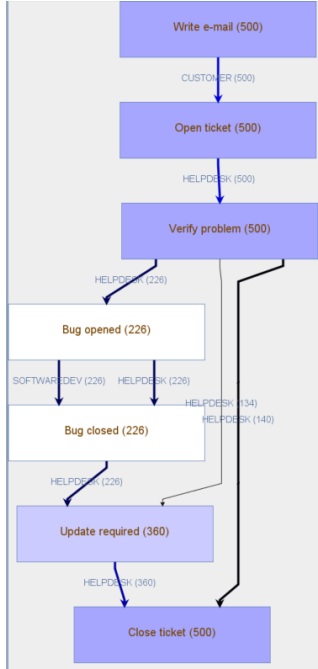 Write e-mail (500)
CUSTOMER (500)
Open ticket (500)
HELPDESK (500)
Verify problem (500)
HELPDESK (226)
Bug opened (226)
SOFTWAREDEV (226)
HELPDESK (226)
HELPDESK (134)
HELPDESK (140)
Bug closed (226)
HELPDESK (226)
Update required (360)
HELPDESK (360)
Close ticket (500)